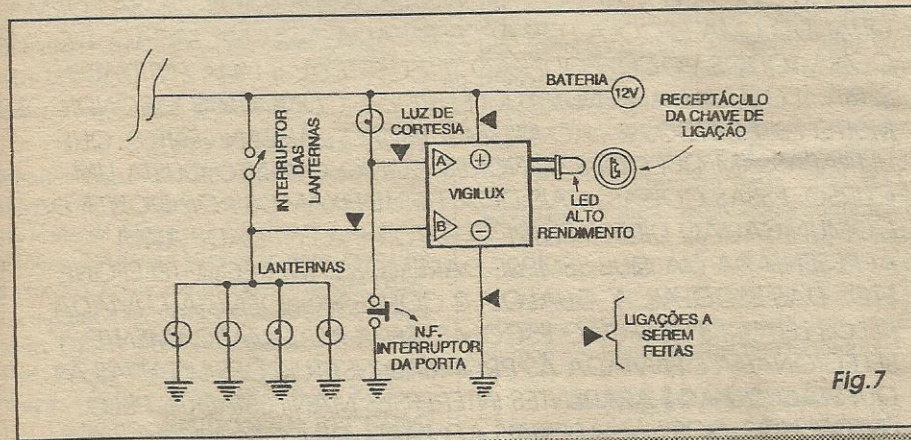 BATERIA
12V
RECEPTÁCULO
DA CHAVE DE
LIGAÇÃO
INTERRUPTOR
DAS
LANTERNAS
LUZ DE
CORTESIA
A
+
VIGILUX
B
−
LED
ALTO
RENDIMENTO
LANTERNAS
N.F.
INTERRUPTOR
DA PORTA
LIGAÇÕES A
SEREM
FEITAS
Fig.7